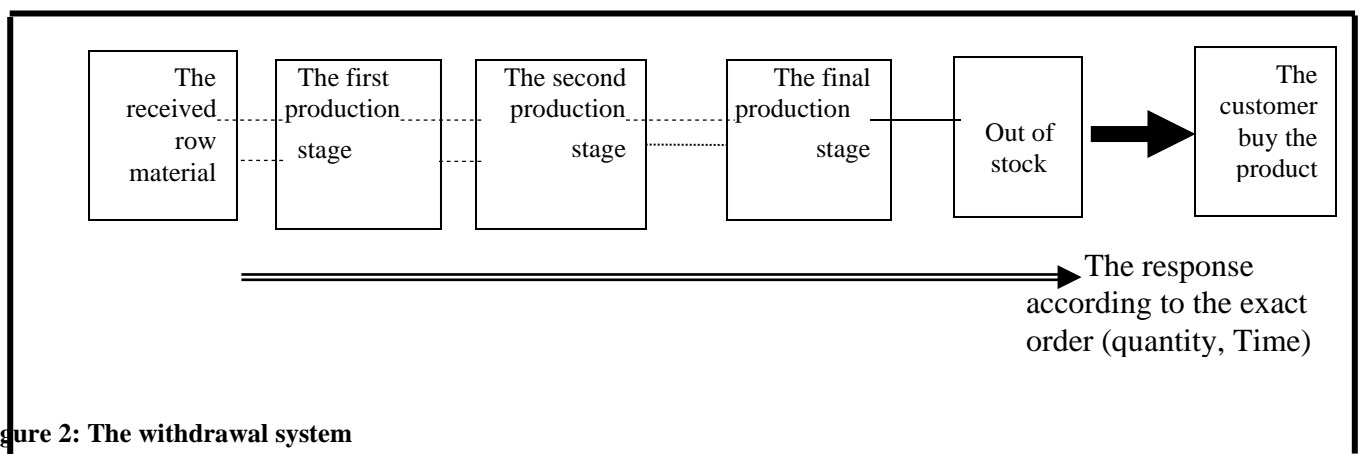 The
received
row
material
The first
production
stage
The second
production
stage
The final
production
stage
Out of
stock
The
customer
buy the
product
The response
according to the exact
order (quantity, Time)
gure 2: The withdrawal system